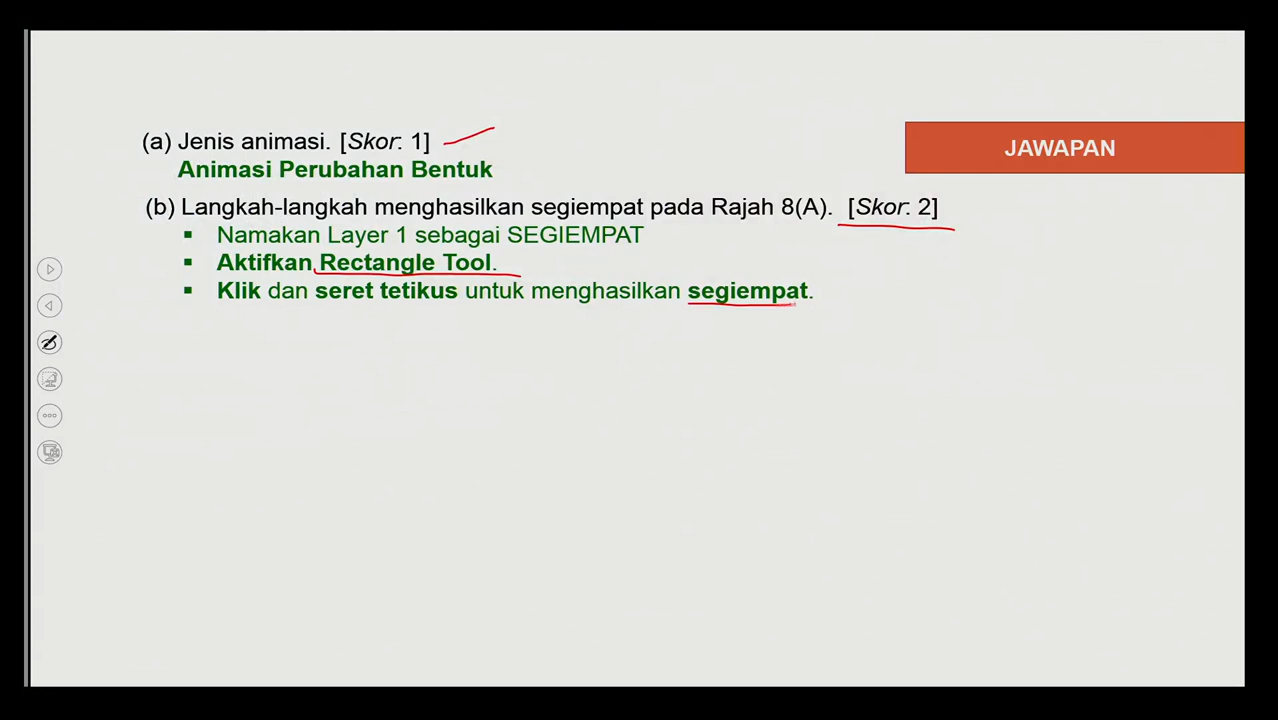 (a) Jenis animasi. [Skor: 1]
JAWAPAN
Animasi Perubahan Bentuk
(b) Langkah-langkah menghasilkan segiempat pada Rajah 8(A). [Skor: 2]
▪ Namakan Layer 1 sebagai SEGIEMPAT
▪ Aktifkan Rectangle Tool.
▪ Klik dan seret tetikus untuk menghasilkan segiempat.